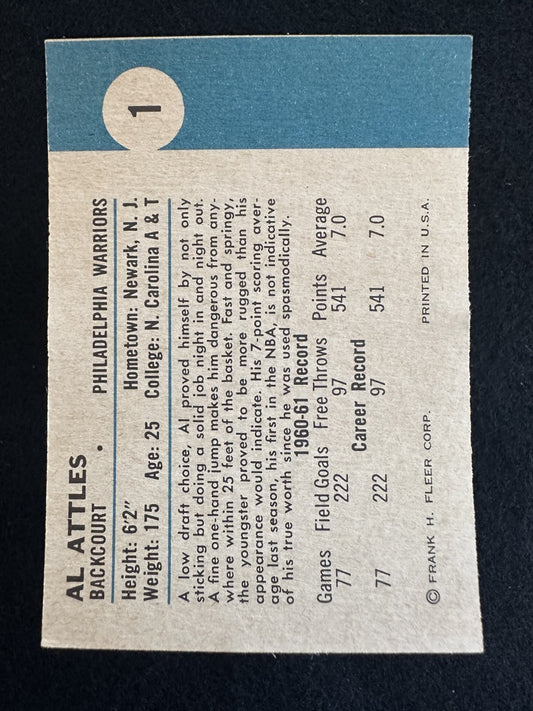 1
AL ATTLES
BACKCOURT • PHILADELPHIA WARRIORS
Height: 6'2" Hometown: Newark, N. J.
Weight: 175 Age: 25 College: N. Carolina A & T
A low draft choice, Al proved himself by not only
sticking but doing a solid job night in and night out.
A fine one-hand jump makes him dangerous from any-
where within 25 feet of the basket. Fast and springy,
the youngster proved to be more rugged than his
appearance would indicate. His 7-point scoring aver-
age last season, his first in the NBA, is not indicative
of his true worth since he was used spasmodically.
1960-61 Record
Games Field Goals Free Throws Points Average
77 222 97 541 7.0
Career Record
77 222 97 541 7.0
© FRANK H. FLEER CORP. PRINTED IN U.S.A.